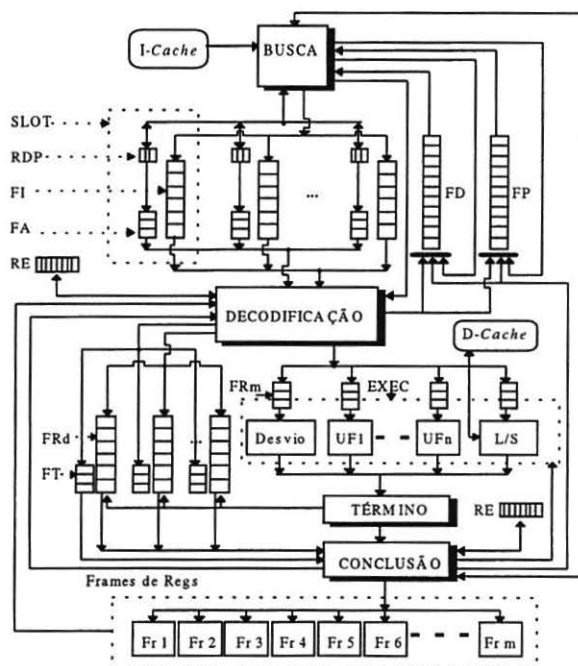 I-Cache
BUSCA
SLOT
RDP
FI
FA
...
FD
FP
RE
DECODIFICAÇÃO
D-Cache
FRm
EXEC
FRd
...
Desvio
UF1
UFn
L/S
FT
TÉRMINO
RE
CONCLUSÃO
Frames de Regs
Fr 1 Fr 2 Fr 3 Fr 4 Fr 5 Fr 6 Fr m